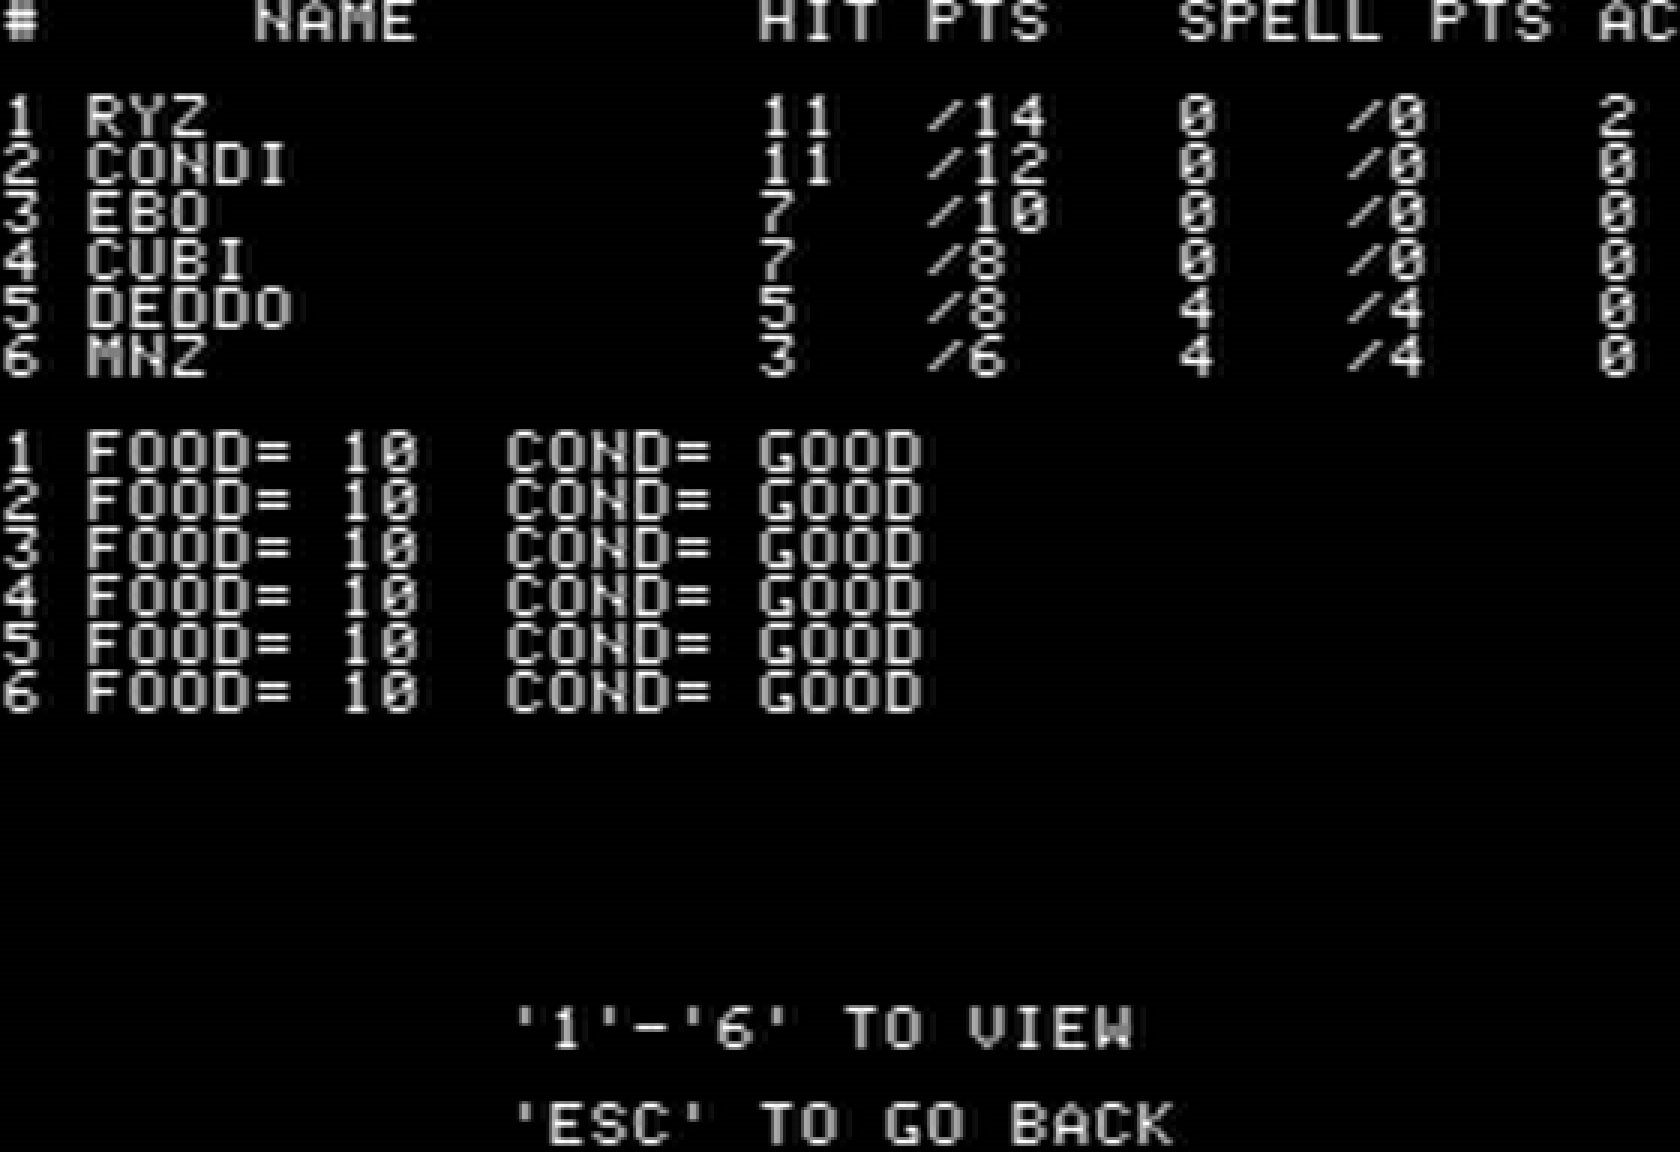 # NAME HIT PTS SPELL PTS AC
1 RYZ 11 /14 0 /0 2
2 CONDI 11 /12 0 /0 0
3 EBO 7 /10 0 /0 0
4 CUBI 7 /8 0 /0 0
5 DEDDO 5 /8 4 /4 0
6 MNZ 3 /6 4 /4 0
1 FOOD= 10 COND= GOOD
2 FOOD= 10 COND= GOOD
3 FOOD= 10 COND= GOOD
4 FOOD= 10 COND= GOOD
5 FOOD= 10 COND= GOOD
6 FOOD= 10 COND= GOOD
'1'-'6' TO VIEW
'ESC' TO GO BACK